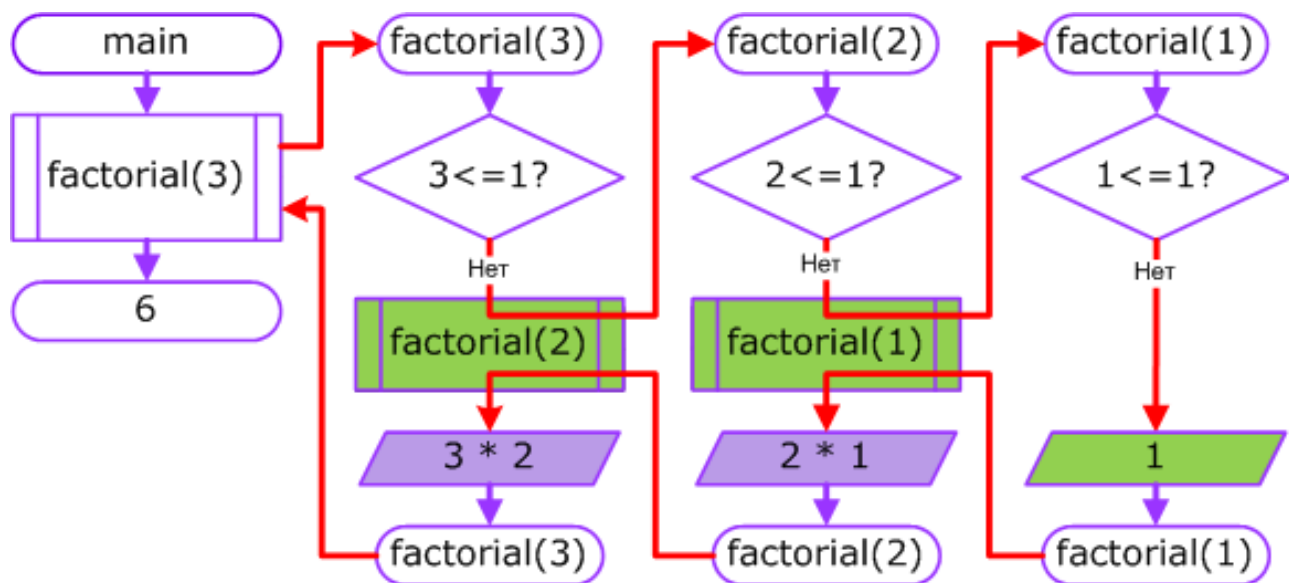 main
factorial(3)
6
factorial(3)
3<=1?
Нет
factorial(2)
3 * 2
factorial(3)
factorial(2)
2<=1?
Нет
factorial(1)
2 * 1
factorial(2)
factorial(1)
1<=1?
Нет
1
factorial(1)